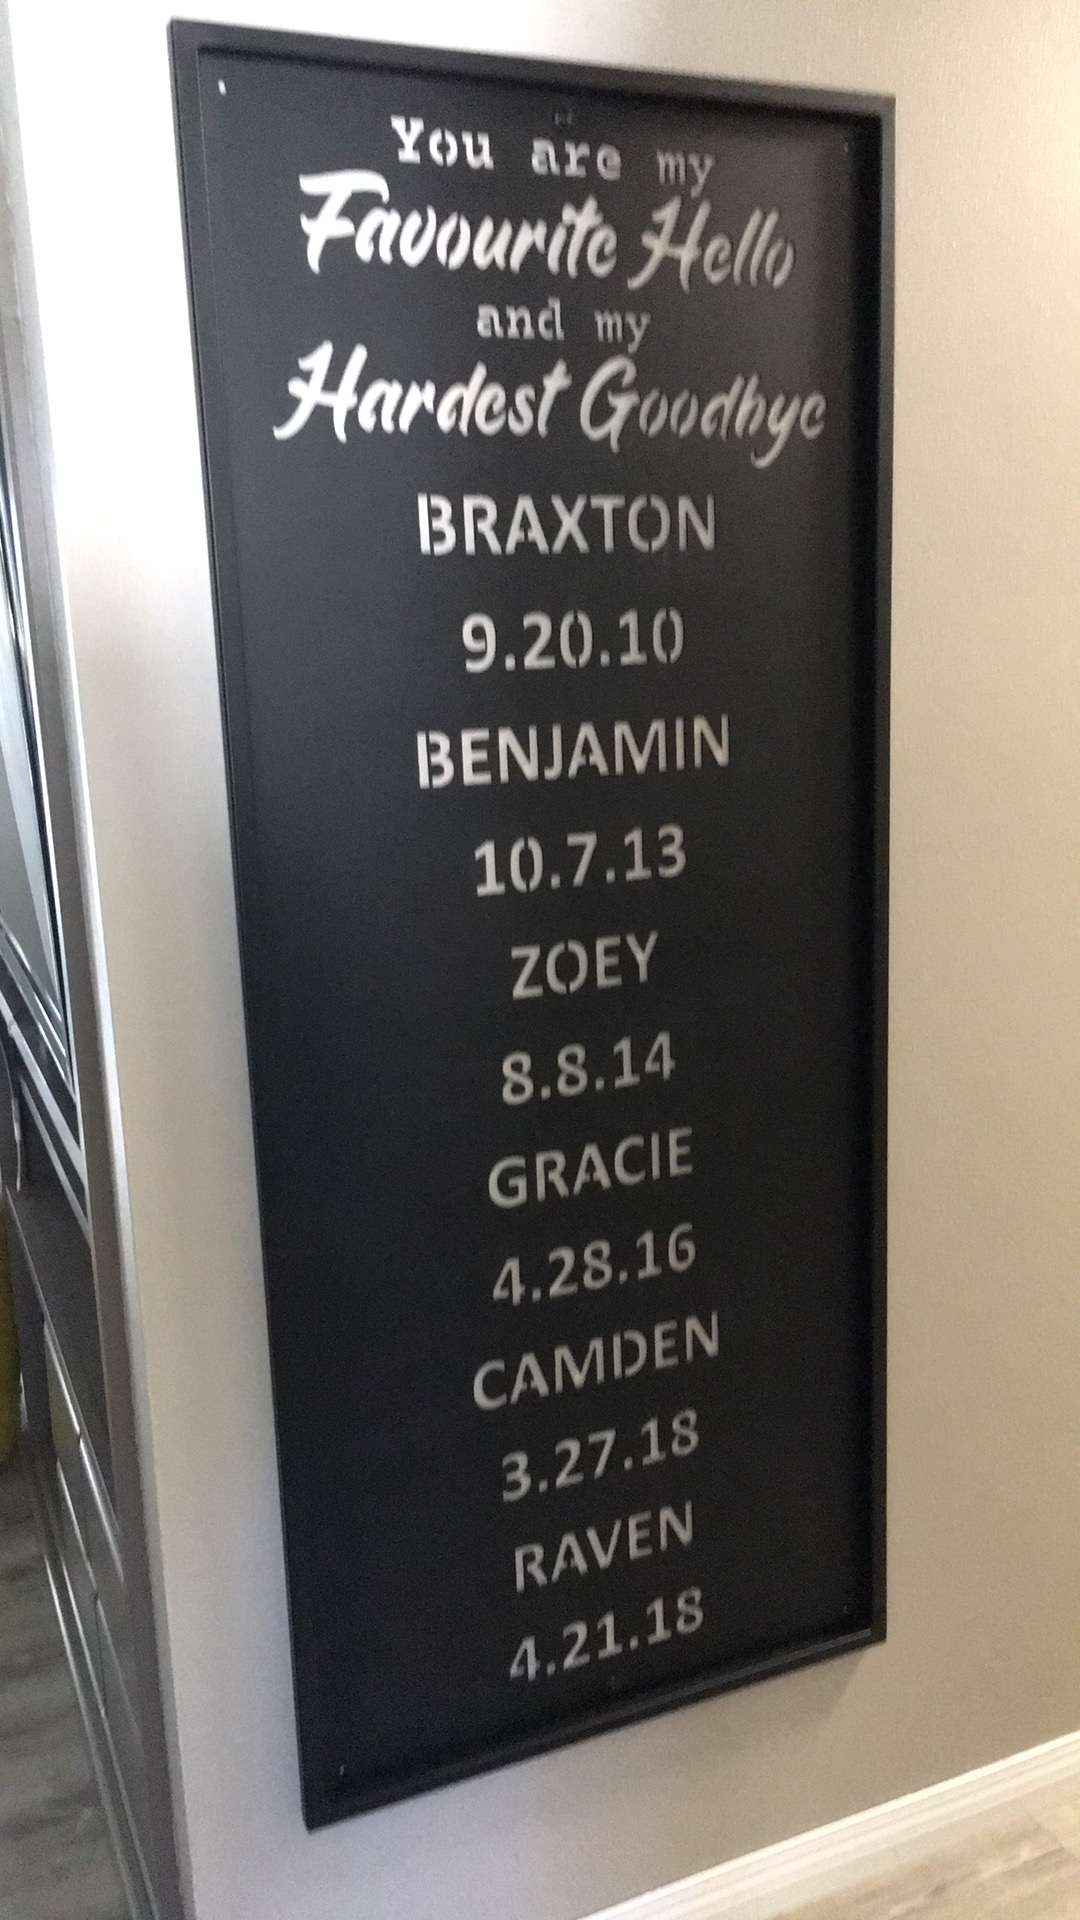 You are my
Favourite Hello
and my
Hardest Goodbye
BRAXTON
9.20.10
BENJAMIN
10.7.13
ZOEY
8.8.14
GRACIE
4.28.16
CAMDEN
3.27.18
RAVEN
4.21.18